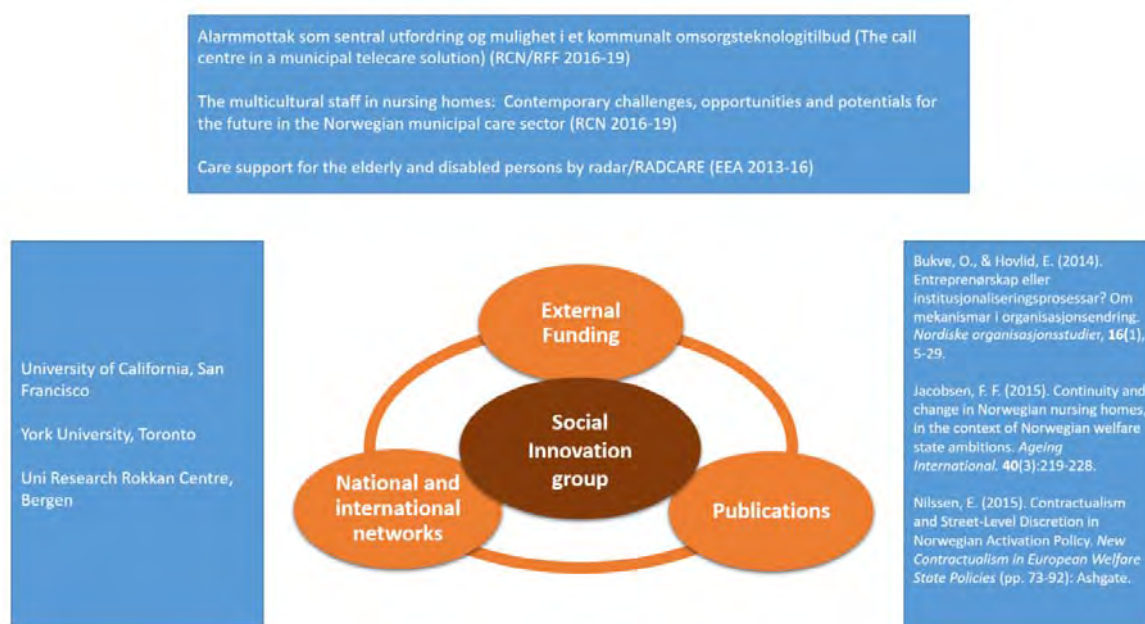 Alarmmottak som sentral utfordring og mulighet i et kommunalt omsorgsteknologitilbud (The call
centre in a municipal telecare solution) (RCN/RFF 2016-19)
The multicultural staff in nursing homes:  Contemporary challenges, opportunities and potentials for
the future in the Norwegian municipal care sector (RCN 2016-19)
Care support for the elderly and disabled persons by radar/RADCARE (EEA 2013-16)
University of California, San
Francisco
York University, Toronto
Uni Research Rokkan Centre,
Bergen
External
Funding
Social
Innovation
group
National and
international
networks
Publications
Bukve, O., & Hovlid, E. (2014).
Entreprenørskap eller
institusjonaliseringsprosessar? Om
mekanismar i organisasjonsendring.
Nordiske organisasjonsstudier, 16(1),
5-29.
Jacobsen, F. F. (2015). Continuity and
change in Norwegian nursing homes,
in the context of Norwegian welfare
state ambitions. Ageing
International. 40(3):219-228.
Nilssen, E. (2015). Contractualism
and Street-Level Discretion in
Norwegian Activation Policy. New
Contractualism in European Welfare
State Policies (pp. 73-92): Ashgate.